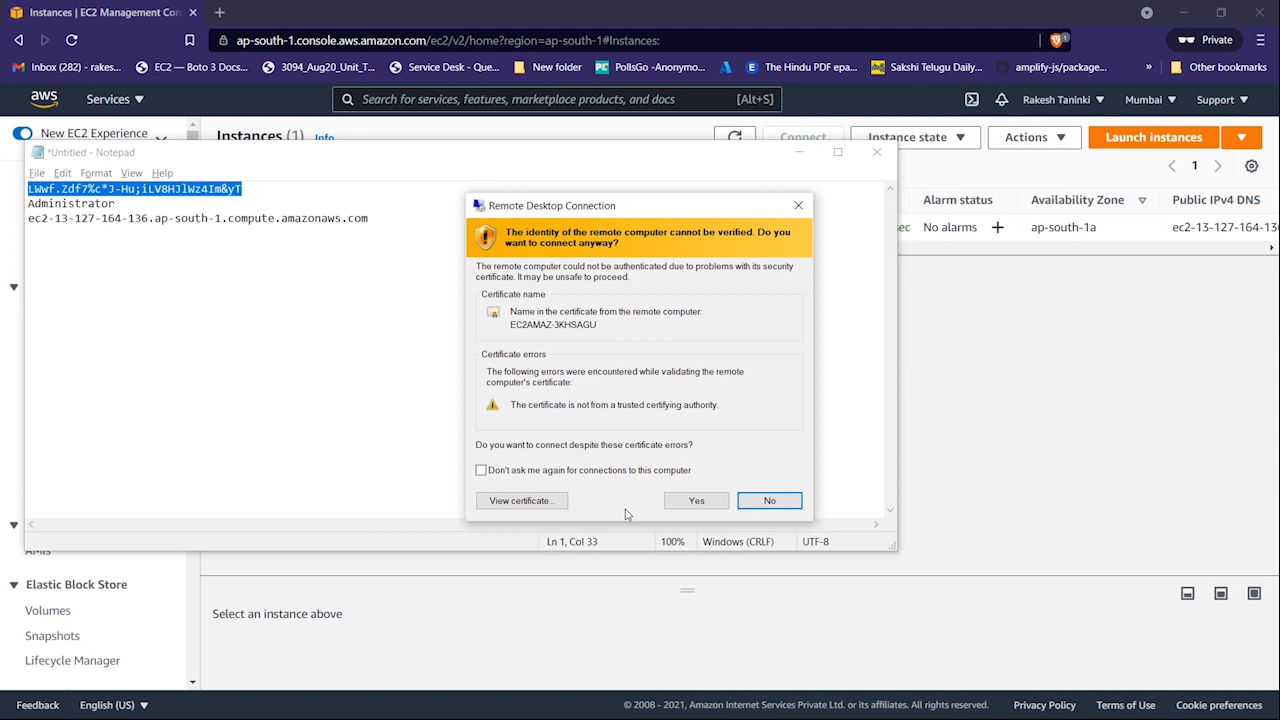 Instances | EC2 Management Con
ap-south-1.console.aws.amazon.com/ec2/v2/home?region=ap-south-1#Instances:
1
Private
Inbox (282) - rakes...
EC2 — Boto 3 Docs...
3094_Aug20_Unit_T...
Service Desk - Que...
New folder
PollsGo -Anonymo...
The Hindu PDF epa...
Sakshi Telugu Daily...
amplify-js/package...
»
Other bookmarks
aws
Services
Search for services, features, marketplace products, and docs
[Alt+S]
Rakesh Taninki
Mumbai
Support
New EC2 Experience
Instances (1)
Info
Connect
Instance state
Actions
Launch instances
1
*Untitled - Notepad
File
Edit
Format
View
Help
LWwf.Zdf7%c*J-Hu;iLV8HJlWz4Im&yT
Administrator
ec2-13-127-164-136.ap-south-1.compute.amazonaws.com
Alarm status
Availability Zone
Public IPv4 DNS
No alarms
ap-south-1a
ec2-13-127-164-13
Remote Desktop Connection
The identity of the remote computer cannot be verified. Do you
want to connect anyway?
The remote computer could not be authenticated due to problems with its security
certificate. It may be unsafe to proceed.
Certificate name
Name in the certificate from the remote computer:
EC2AMAZ-3KHSAGU
Certificate errors
The following errors were encountered while validating the remote
computer's certificate:
The certificate is not from a trusted certifying authority.
Do you want to connect despite these certificate errors?
Don't ask me again for connections to this computer
View certificate...
Yes
No
Ln 1, Col 33
100%
Windows (CRLF)
UTF-8
AMIs
Elastic Block Store
Volumes
Snapshots
Lifecycle Manager
Select an instance above
Feedback
English (US)
© 2008 - 2021, Amazon Internet Services Private Ltd. or its affiliates. All rights reserved.
Privacy Policy
Terms of Use
Cookie preferences